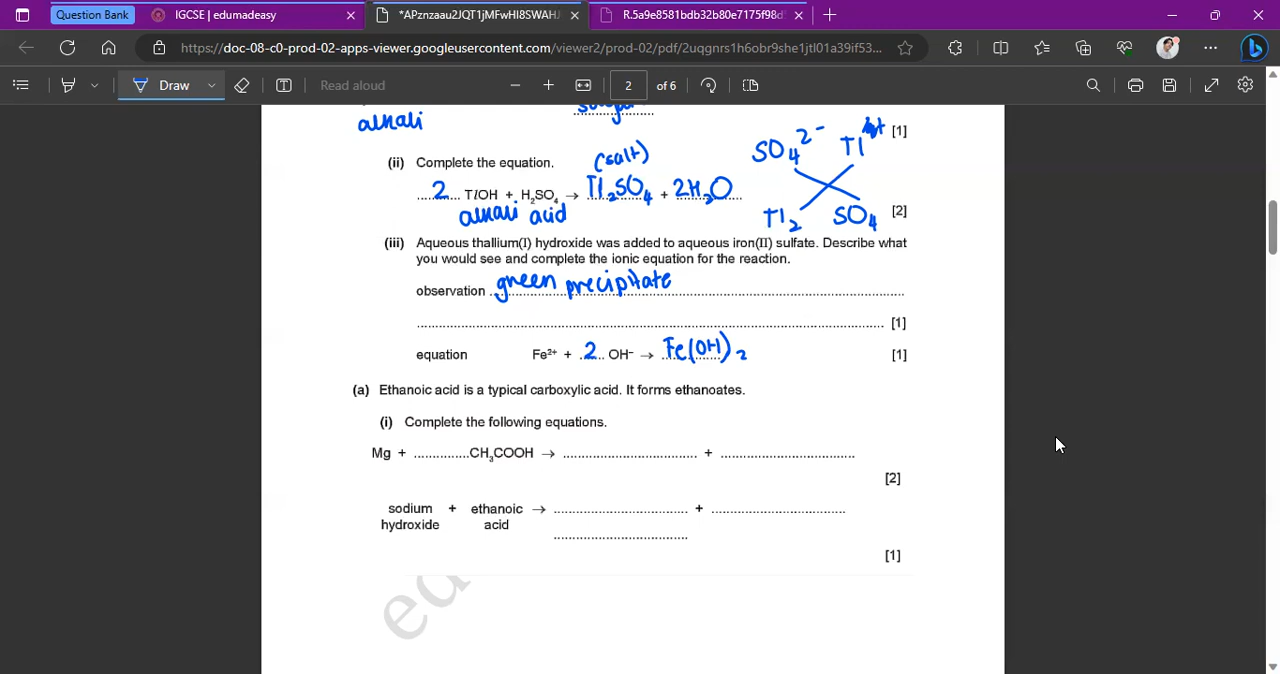 Question Bank
IGCSE | edumadeasy
*APznzaau2JQT1jMFwHI8SWAHJ
R.5a9e8581bdb32b80e7175f98d
https://doc-08-c0-prod-02-apps-viewer.googleusercontent.com/viewer2/prod-02/pdf/2uqgnrs1h6obr9she1jtl01a39if53...
Draw
Read aloud
2
of 6
alkali
[1]
SO₄²⁻ Tl
(ii) Complete the equation.
(salt)
2 TlOH + H₂SO₄ → Tl₂SO₄ + 2H₂O
alkali acid
Tl₂ SO₄
[2]
(iii) Aqueous thallium(I) hydroxide was added to aqueous iron(II) sulfate. Describe what
you would see and complete the ionic equation for the reaction.
observation green precipitate
[1]
equation Fe²⁺ + 2 OH⁻ → Fe(OH)₂ [1]
(a) Ethanoic acid is a typical carboxylic acid. It forms ethanoates.
(i) Complete the following equations.
Mg + ...............CH₃COOH → .................................. + ..................................
[2]
sodium + ethanoic → .................................. + ..................................
hydroxide acid ..................................
[1]
ed